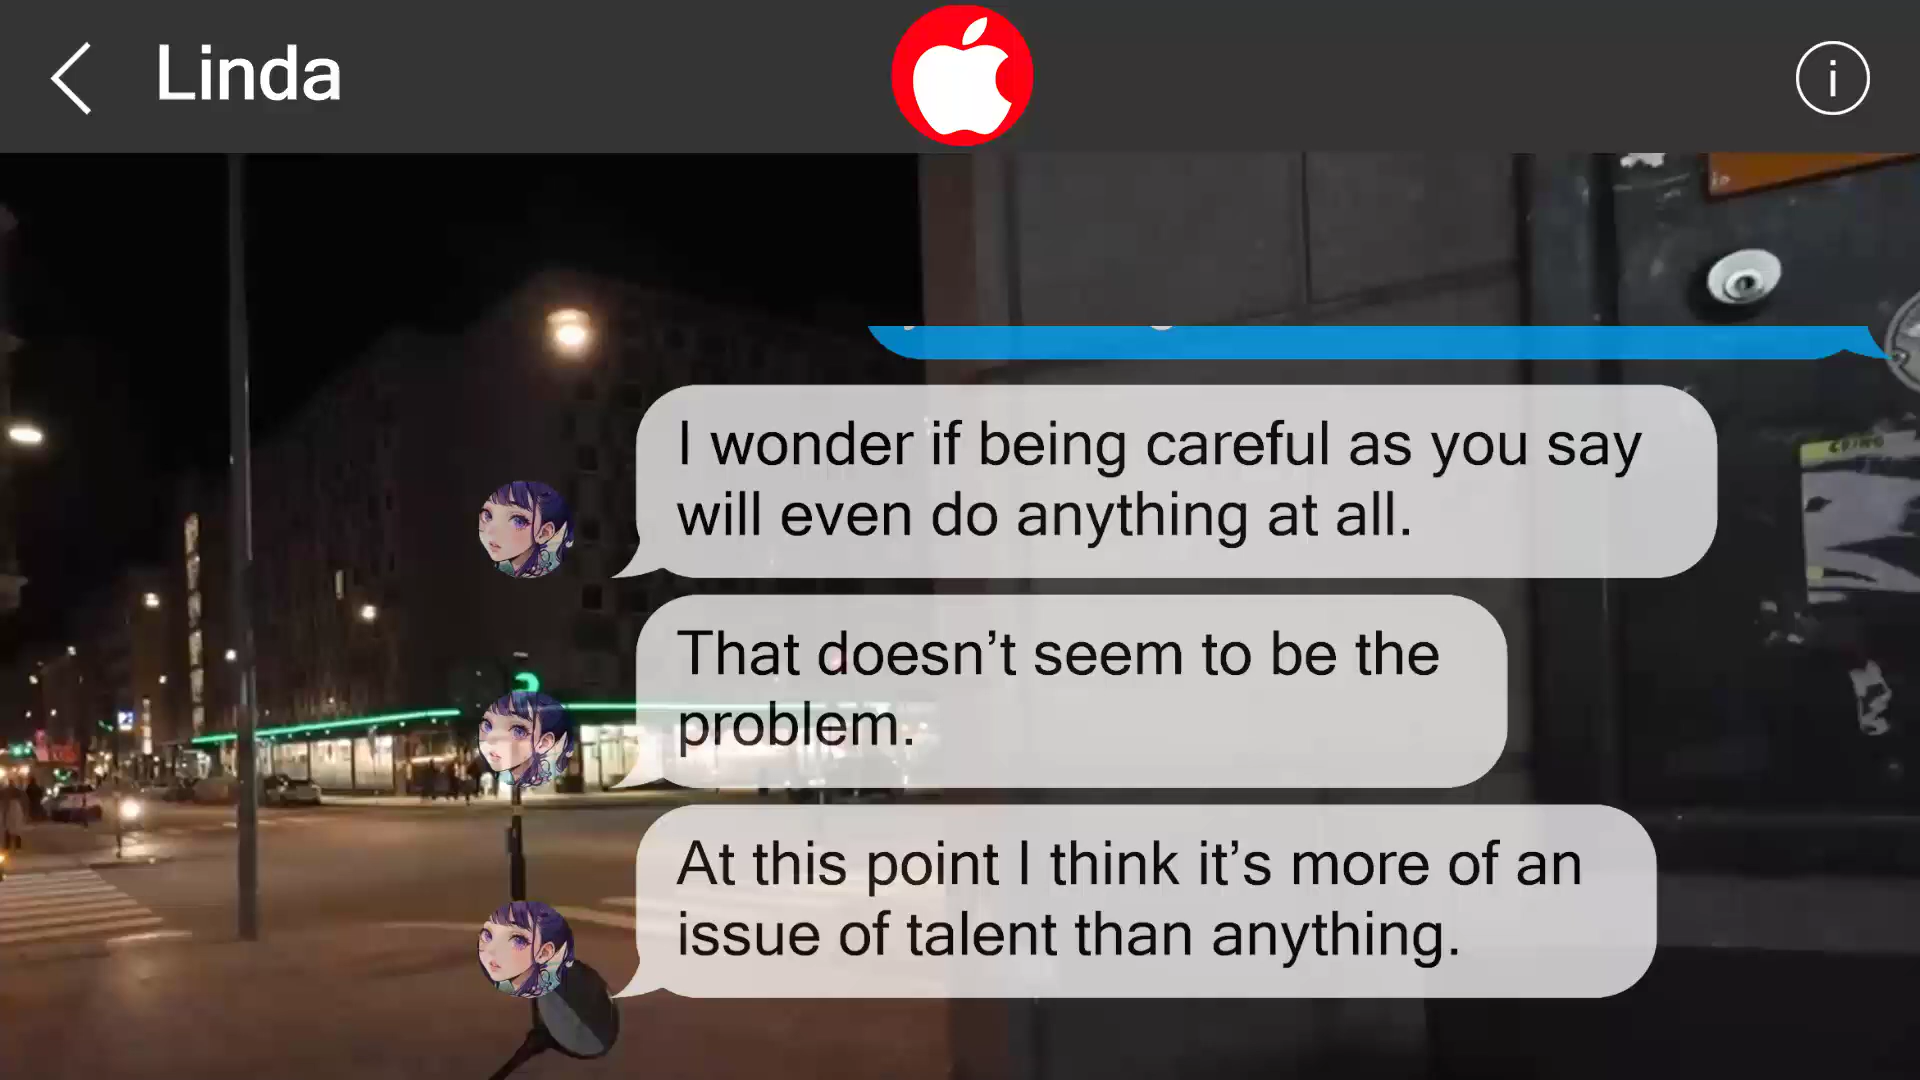 Linda
I wonder if being careful as you say
will even do anything at all.
That doesn’t seem to be the
problem.
At this point I think it’s more of an
issue of talent than anything.